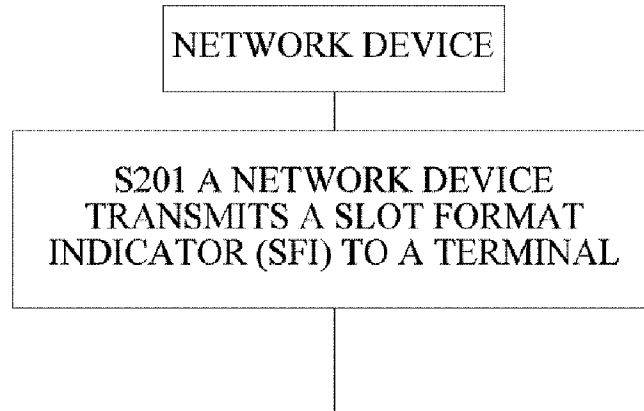 NETWORK DEVICE
S201 A NETWORK DEVICE
TRANSMITS A SLOT FORMAT
INDICATOR (SFI) TO A TERMINAL